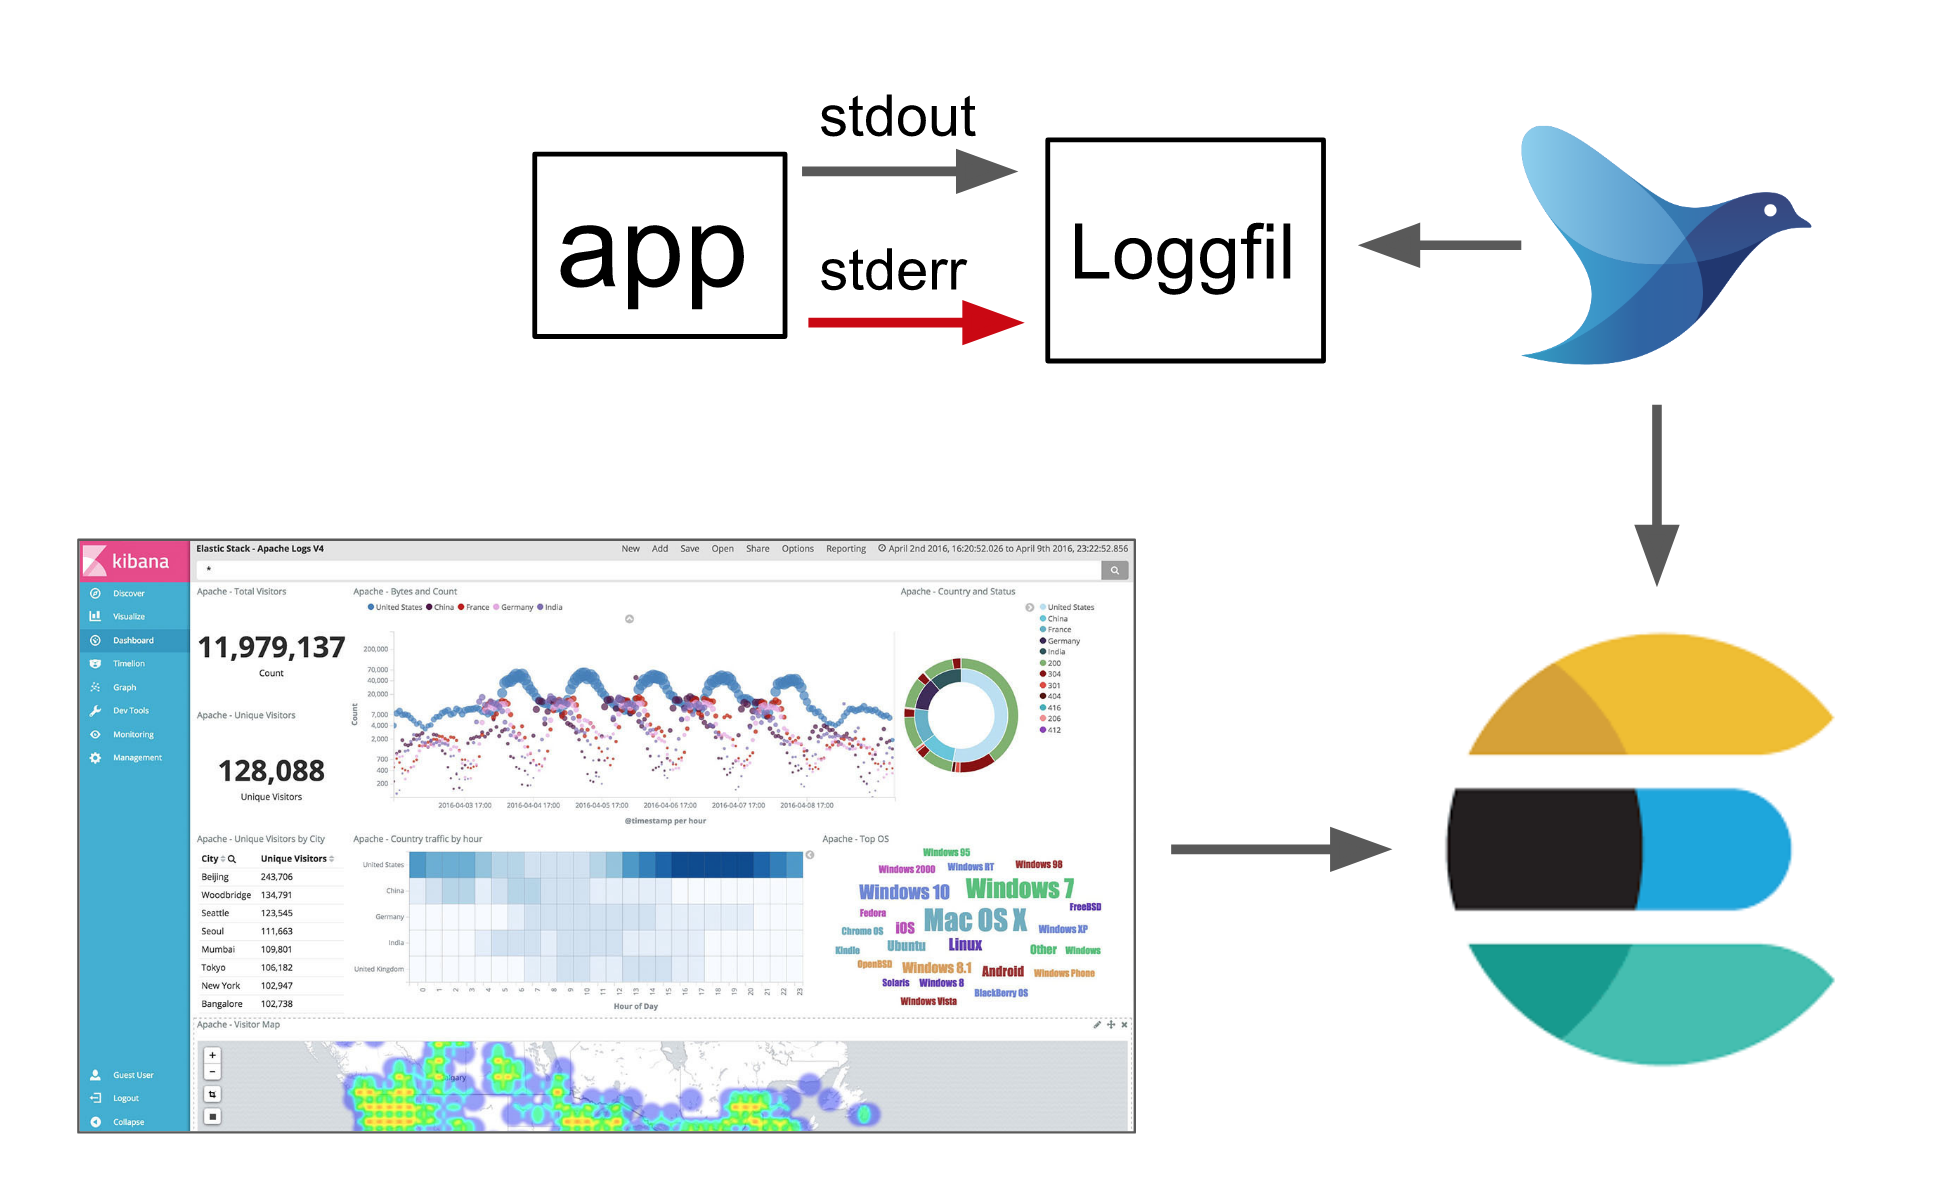 stdout
app
stderr
Loggfil
kibana
Discover
Visualize
Dashboard
Timelion
Graph
Dev Tools
Monitoring
Management
Guest User
Logout
Collapse
Elastic Stack - Apache Logs V4
New Add Save Open Share Options Reporting April 2nd 2016, 16:20:52.026 to April 9th 2016, 23:22:52.856
*
Apache - Total Visitors
11,979,137
Count
Apache - Unique Visitors
128,088
Unique Visitors
Apache - Bytes and Count
United States China France Germany India
Count
200,000
70,000
40,000
20,000
7,000
4,000
2,000
700
400
200
2016-04-03 17:00 2016-04-04 17:00 2016-04-05 17:00 2016-04-06 17:00 2016-04-07 17:00 2016-04-08 17:00
@timestamp per hour
Apache - Country and Status
United States
China
France
Germany
India
200
304
301
404
416
206
412
Apache - Unique Visitors by City
City Unique Visitors
Beijing 243,706
Woodbridge 134,791
Seattle 123,545
Seoul 111,663
Mumbai 109,801
Tokyo 106,182
New York 102,947
Bangalore 102,738
Apache - Country traffic by hour
United States
China
Germany
India
United Kingdom
0 1 2 3 4 5 6 7 8 9 10 11 12 13 14 15 16 17 18 19 20 21 22 23
Hour of Day
Apache - Top OS
Windows 95
Windows 2000 Windows RT Windows 98
Windows 10 Windows 7
Fedora FreeBSD
Chrome OS iOS Mac OS X Windows XP
Kindle Ubuntu Linux Other Windows
OpenBSD Windows 8.1 Android Windows Phone
Solaris Windows 8
BlackBerry OS
Windows Vista
Apache - Visitor Map
+
−